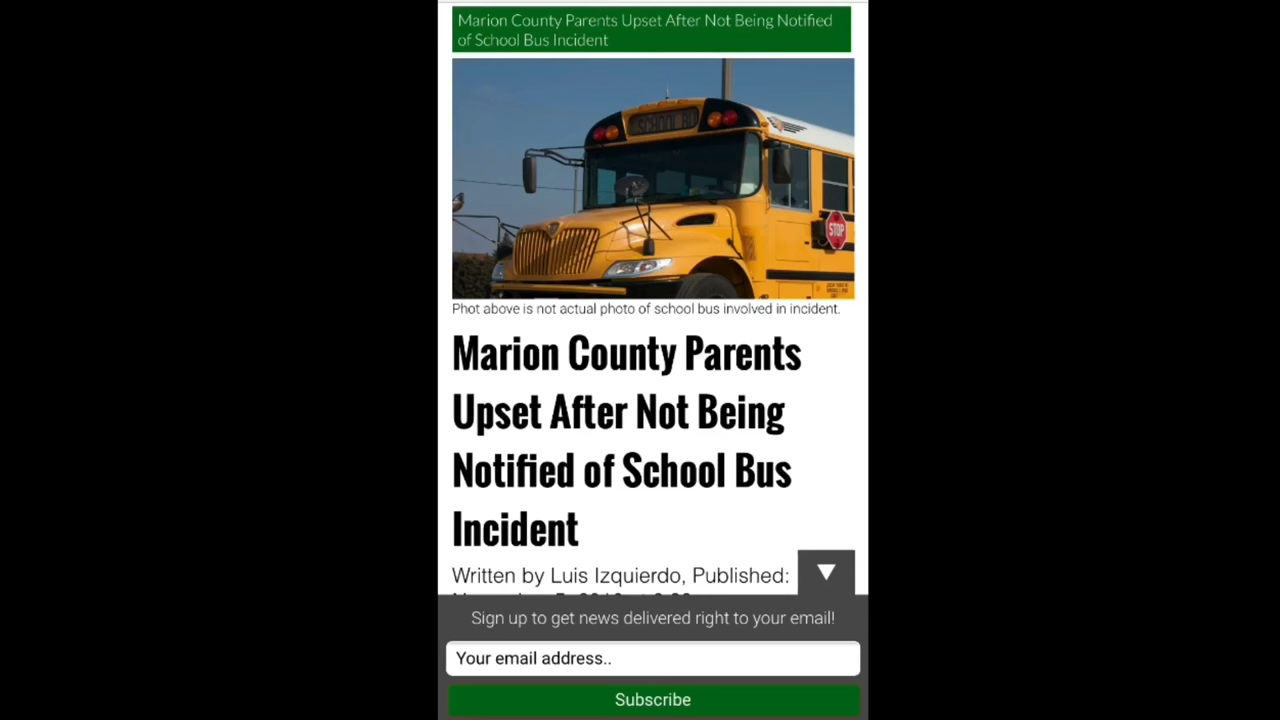 Marion County Parents Upset After Not Being Notified
of School Bus Incident
SCHOOL BU
STOP
Phot above is not actual photo of school bus involved in incident.
Marion County Parents
Upset After Not Being
Notified of School Bus
Incident
Written by Luis Izquierdo, Published:
Sign up to get news delivered right to your email!
Your email address..
Subscribe